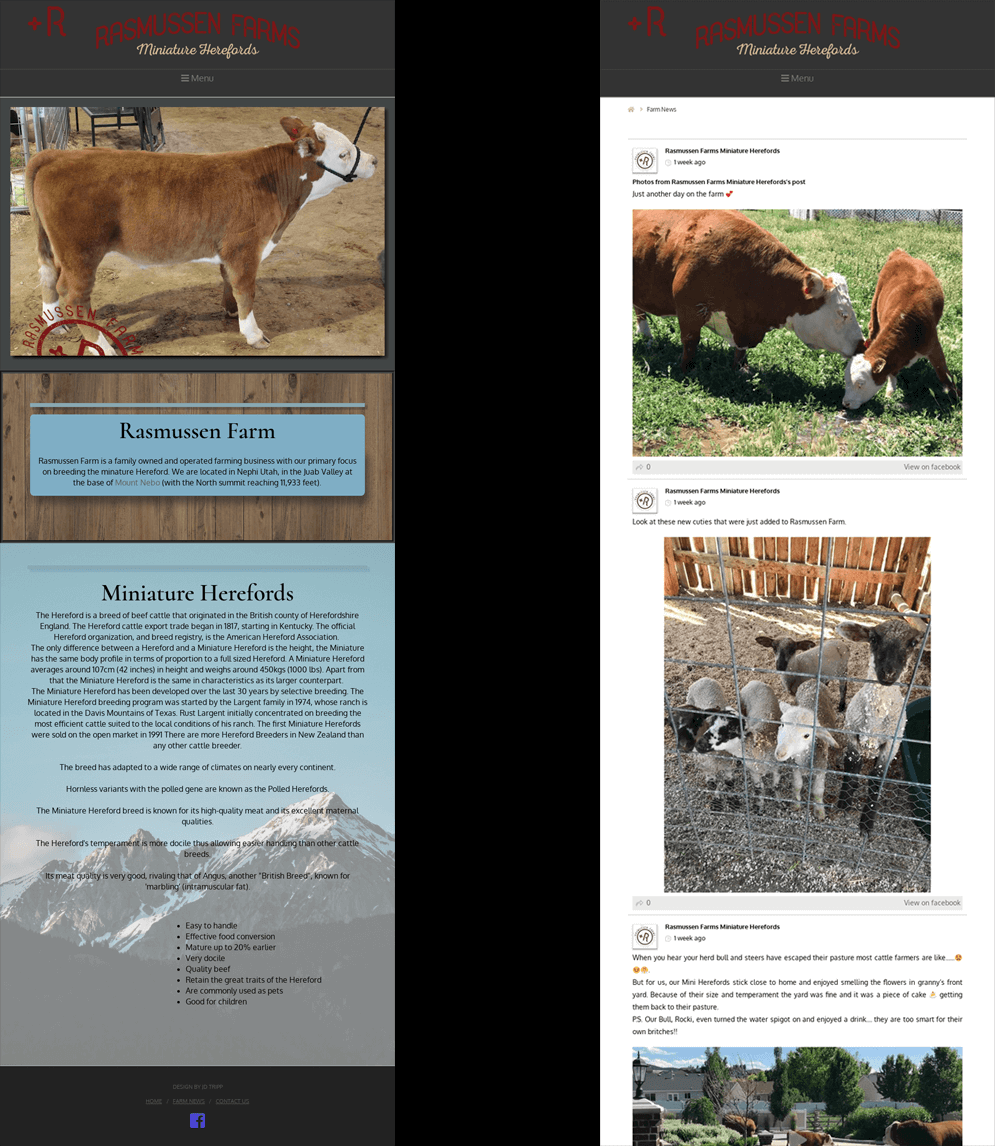 +R RASMUSSEN FARMS
Miniature Herefords
Menu
RASMUSSEN FARM
Rasmussen Farm
Rasmussen Farm is a family owned and operated farming business with our primary focus
on breeding the minature Hereford. We are located in Nephi Utah, in the Juab Valley at
the base of Mount Nebo (with the North summit reaching 11,933 feet).
Miniature Herefords
The Hereford is a breed of beef cattle that originated in the British county of Herefordshire
England. The Hereford cattle export trade began in 1817, starting in Kentucky. The official
Hereford organization, and breed registry, is the American Hereford Association.
The only difference between a Hereford and a Miniature Hereford is the height, the Miniature
has the same body profile in terms of proportion to a full sized Hereford. A Miniature Hereford
averages around 107cm (42 inches) in height and weighs around 450kgs (1000 lbs). Apart from
that the Miniature Hereford is the same in characteristics as its larger counterpart.
The Miniature Hereford has been developed over the last 30 years by selective breeding. The
Miniature Hereford breeding program was started by the Largent family in 1974, whose ranch is
located in the Davis Mountains of Texas. Rust Largent initially concentrated on breeding the
most efficient cattle suited to the local conditions of his ranch. The first Miniature Herefords
were sold on the open market in 1991 There are more Hereford Breeders in New Zealand than
any other cattle breeder.
The breed has adapted to a wide range of climates on nearly every continent.
Hornless variants with the polled gene are known as the Polled Herefords.
The Miniature Hereford breed is known for its high-quality meat and its excellent maternal
qualities.
The Hereford's temperament is more docile thus allowing easier handling than other cattle
breeds.
Its meat quality is very good, rivaling that of Angus, another "British Breed", known for
'marbling' (intramuscular fat).
• Easy to handle
• Effective food conversion
• Mature up to 20% earlier
• Very docile
• Quality beef
• Retain the great traits of the Hereford
• Are commonly used as pets
• Good for children
DESIGN BY JD TRIPP
HOME / FARM NEWS / CONTACT US
+R RASMUSSEN FARMS
Miniature Herefords
Menu
Farm News
Rasmussen Farms Miniature Herefords
1 week ago
Photos from Rasmussen Farms Miniature Herefords's post
Just another day on the farm 💕
0 View on facebook
Rasmussen Farms Miniature Herefords
1 week ago
Look at these new cuties that were just added to Rasmussen Farm.
0 View on facebook
Rasmussen Farms Miniature Herefords
1 week ago
When you hear your herd bull and steers have escaped their pasture most cattle farmers are like.....
But for us, our Mini Herefords stick close to home and enjoyed smelling the flowers in granny's front
yard. Because of their size and temperament the yard was fine and it was a piece of cake getting
them back to their pasture.
P.S. Our Bull, Rocki, even turned the water spigot on and enjoyed a drink... they are too smart for their
own britches!!